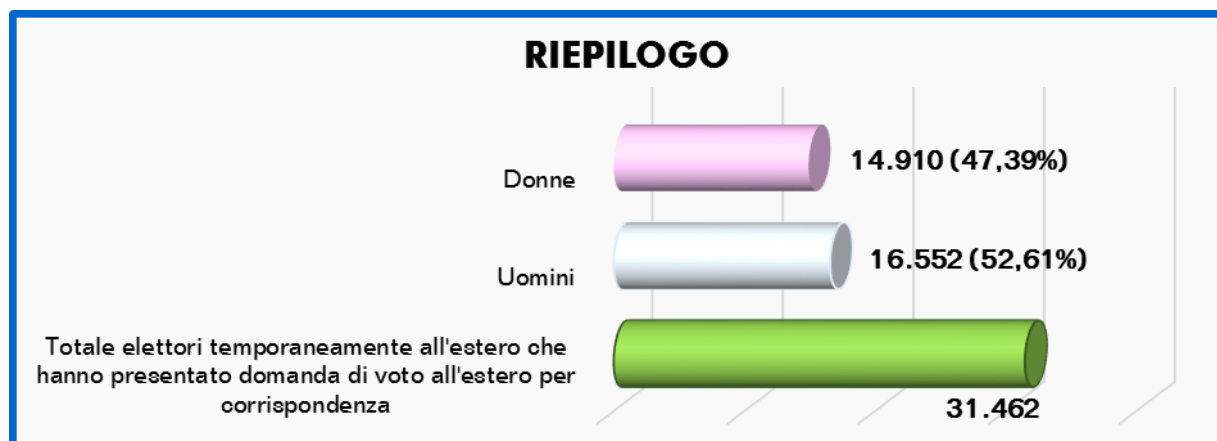 RIEPILOGO
Donne
14.910 (47,39%)
Uomini
16.552 (52,61%)
Totale elettori temporaneamente all'estero che
hanno presentato domanda di voto all'estero per
corrispondenza
31.462